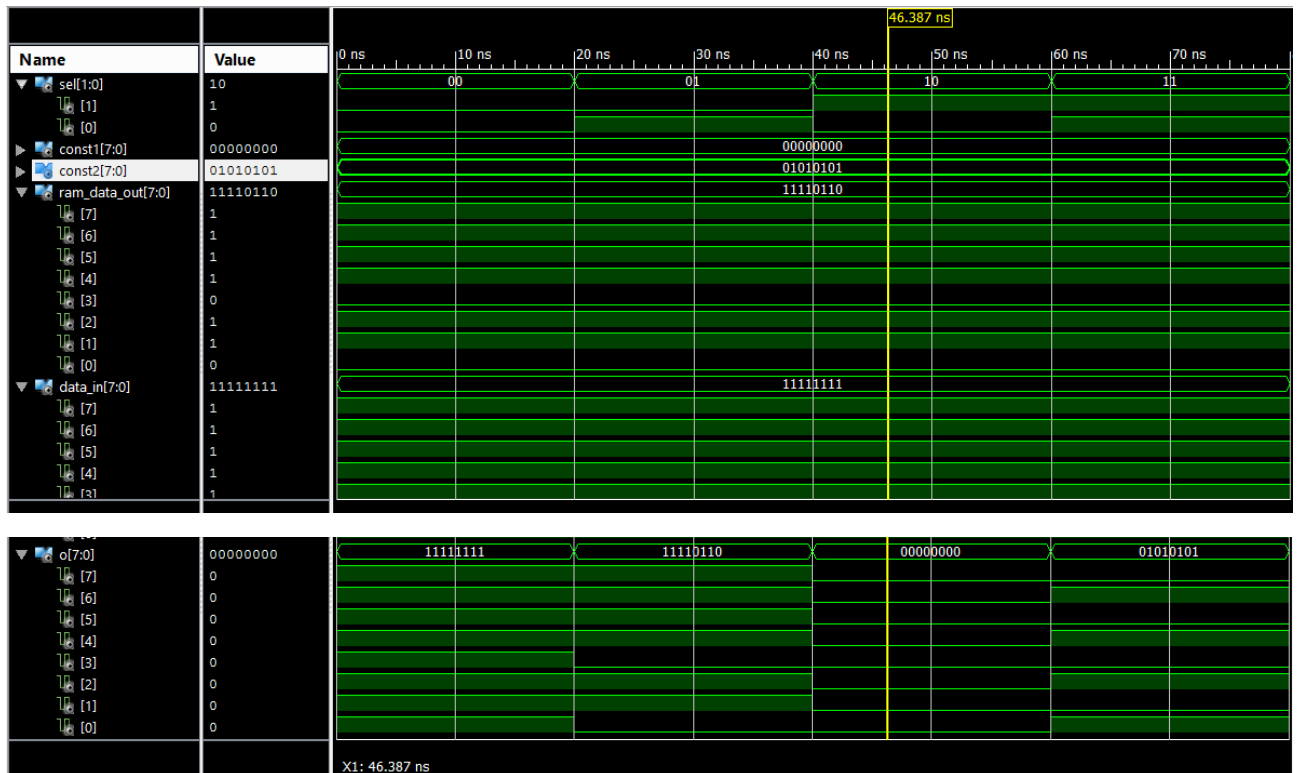 46.387 ns
Name Value 0 ns 10 ns 20 ns 30 ns 40 ns 50 ns 60 ns 70 ns
sel[1:0] 10 00 01 10 11
[1] 1
[0] 0
const1[7:0] 00000000 00000000
const2[7:0] 01010101 01010101
ram_data_out[7:0] 11110110 11110110
[7] 1
[6] 1
[5] 1
[4] 1
[3] 0
[2] 1
[1] 1
[0] 0
data_in[7:0] 11111111 11111111
[7] 1
[6] 1
[5] 1
[4] 1
[3] 1
o[7:0] 00000000 11111111 11110110 00000000 01010101
[7] 0
[6] 0
[5] 0
[4] 0
[3] 0
[2] 0
[1] 0
[0] 0
X1: 46.387 ns